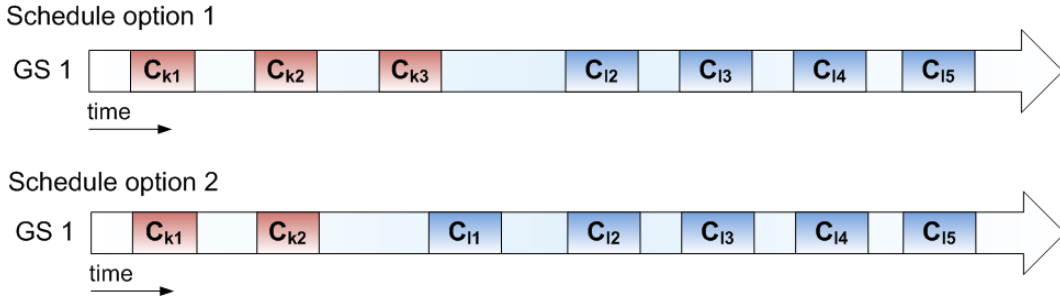 Schedule option 1
GS 1 Ck1 Ck2 Ck3 Cl2 Cl3 Cl4 Cl5
time
Schedule option 2
GS 1 Ck1 Ck2 Cl1 Cl2 Cl3 Cl4 Cl5
time